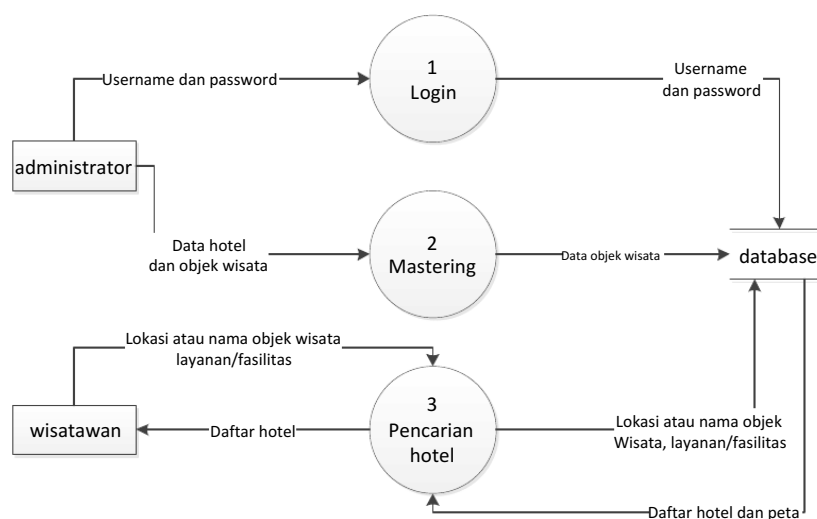 1
Login
Username dan password
Username
dan password
administrator
2
Mastering
Data hotel
dan objek wisata
Data objek wisata
database
Lokasi atau nama objek wisata
layanan/fasilitas
3
Pencarian
hotel
wisatawan
Daftar hotel
Lokasi atau nama objek
Wisata, layanan/fasilitas
Daftar hotel dan peta